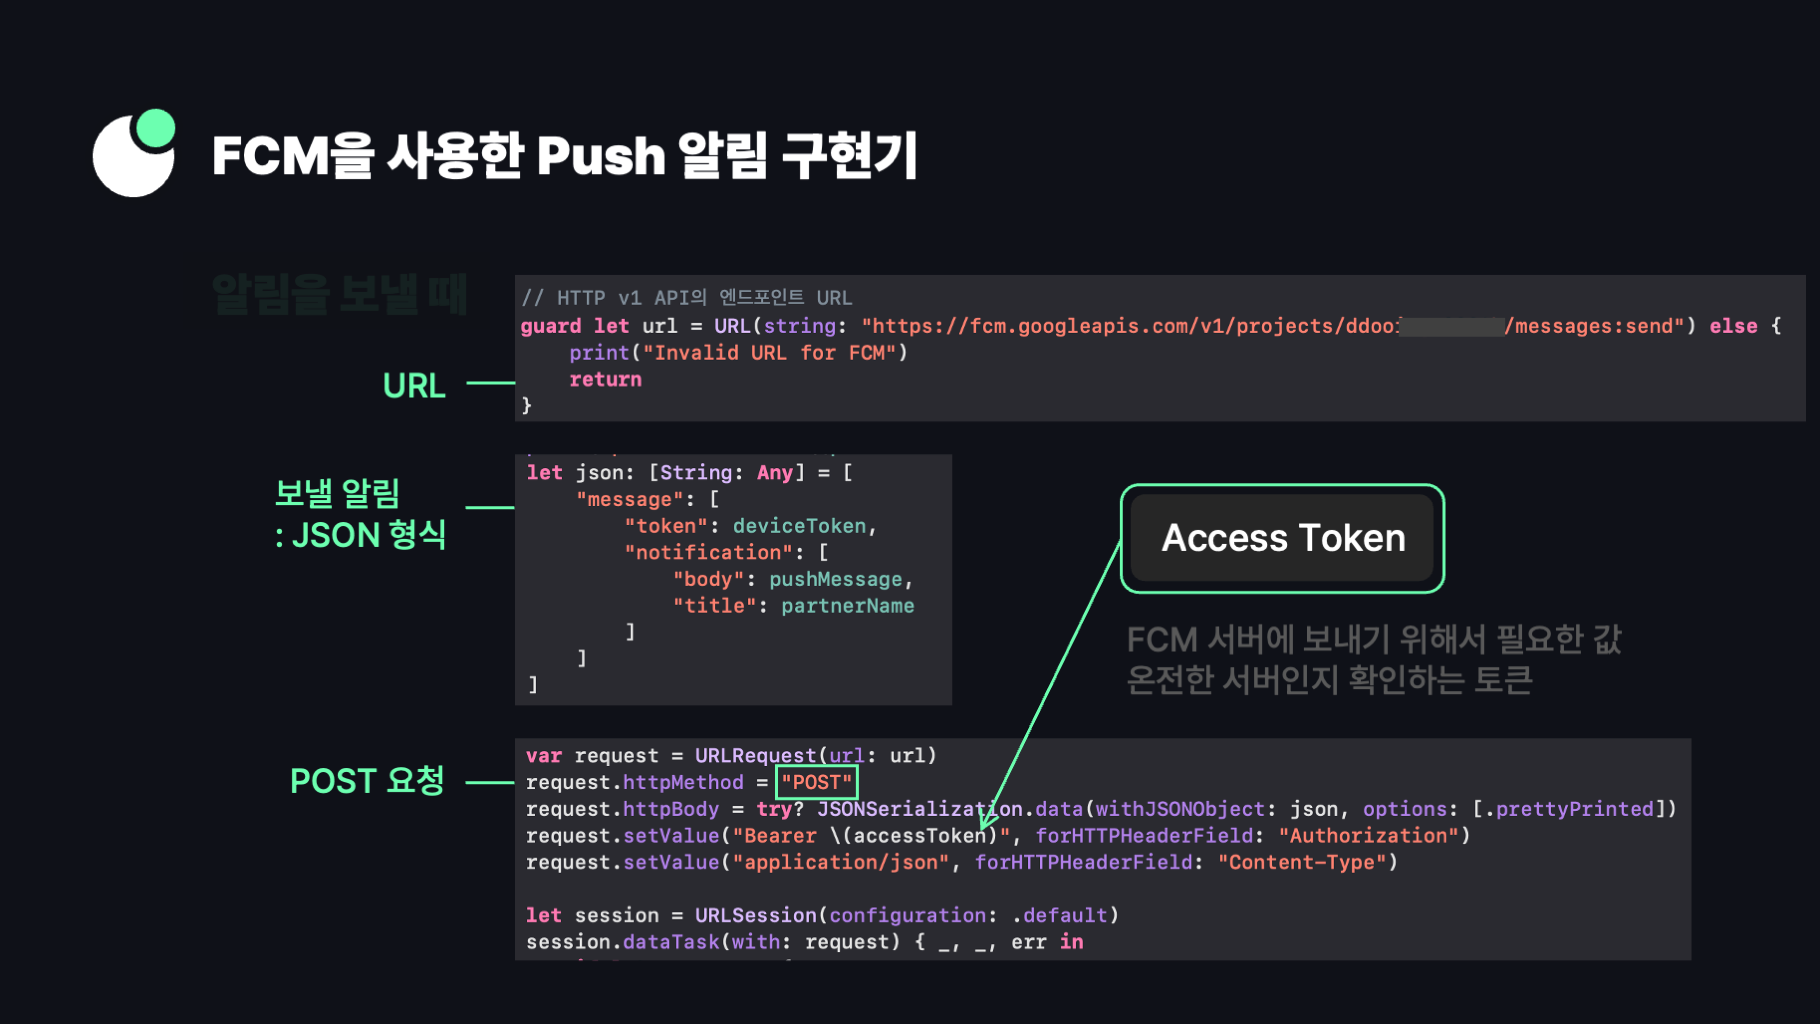 FCM을 사용한 Push 알림 구현기
알림을 보낼 때
URL
// HTTP v1 API의 엔드포인트 URL
guard let url = URL(string: "https://fcm.googleapis.com/v1/projects/ddooi/messages:send") else {
print("Invalid URL for FCM")
return
}
보낼 알림
: JSON 형식
let json: [String: Any] = [
"message": [
"token": deviceToken,
"notification": [
"body": pushMessage,
"title": partnerName
]
]
]
Access Token
FCM 서버에 보내기 위해서 필요한 값
온전한 서버인지 확인하는 토큰
POST 요청
var request = URLRequest(url: url)
request.httpMethod = "POST"
request.httpBody = try? JSONSerialization.data(withJSONObject: json, options: [.prettyPrinted])
request.setValue("Bearer \(accessToken)", forHTTPHeaderField: "Authorization")
request.setValue("application/json", forHTTPHeaderField: "Content-Type")
let session = URLSession(configuration: .default)
session.dataTask(with: request) { _, _, err in